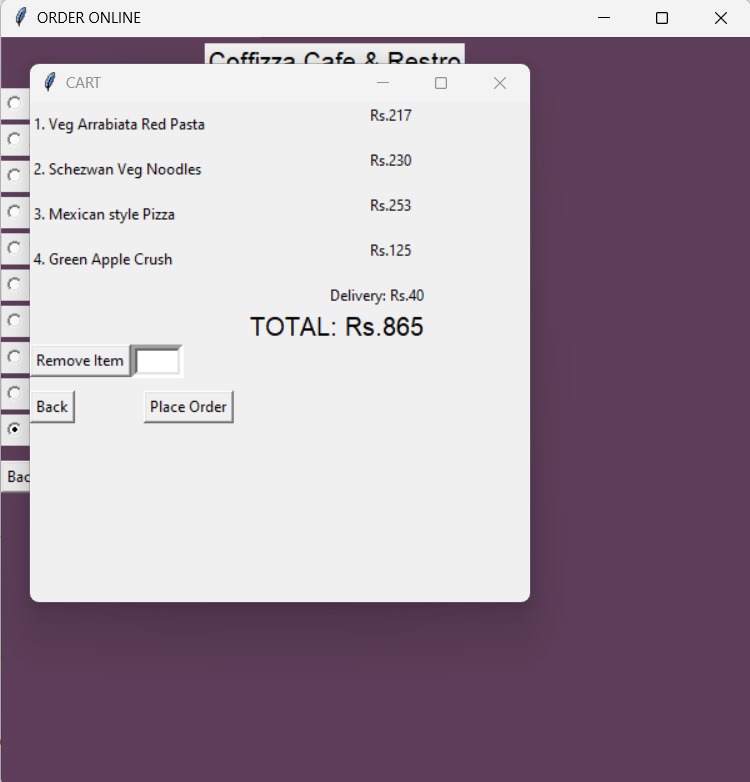 ORDER ONLINE
Coffizza Cafe & Restro
CART
1. Veg Arrabiata Red Pasta Rs.217
2. Schezwan Veg Noodles Rs.230
3. Mexican style Pizza Rs.253
4. Green Apple Crush Rs.125
Delivery: Rs.40
TOTAL: Rs.865
Remove Item
Back Place Order